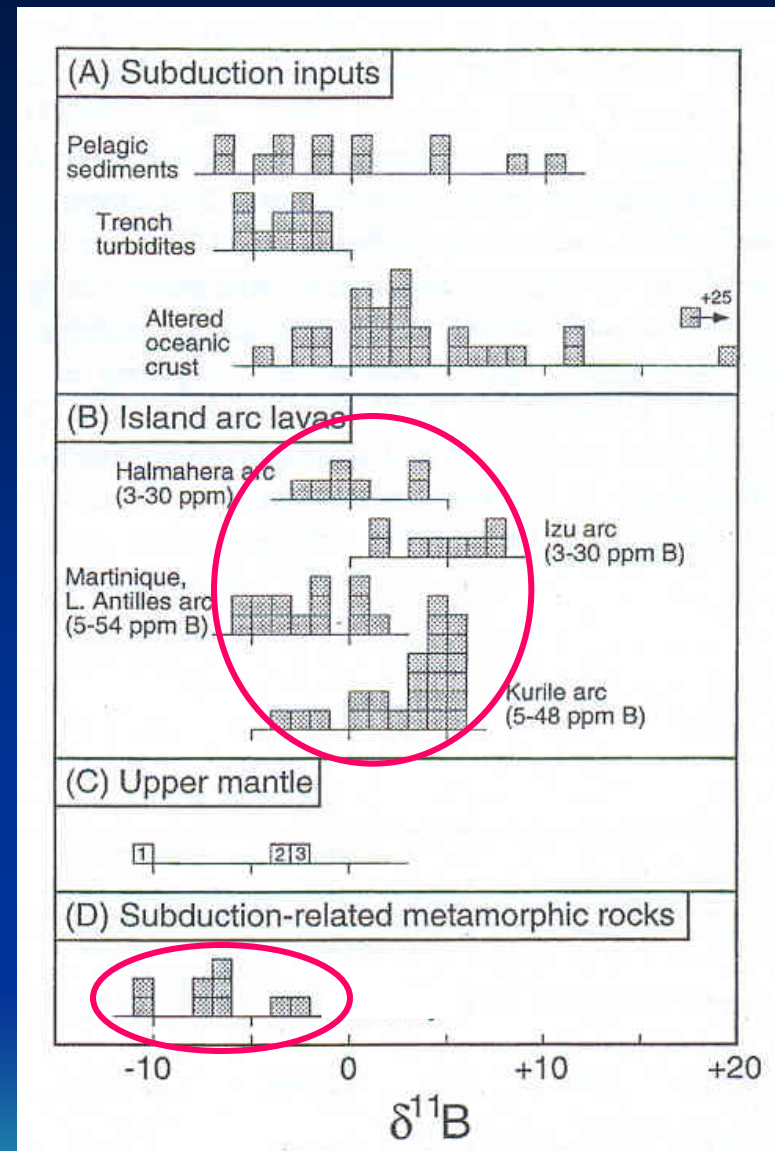 (A) Subduction inputs
Pelagic
sediments
Trench
turbidites
Altered
oceanic
crust
+25
(B) Island arc lavas
Halmahera arc
(3-30 ppm)
Izu arc
(3-30 ppm B)
Martinique,
L. Antilles arc
(5-54 ppm B)
Kurile arc
(5-48 ppm B)
(C) Upper mantle
1 2 3
(D) Subduction-related metamorphic rocks
-10 0 +10 +20
δ¹¹B